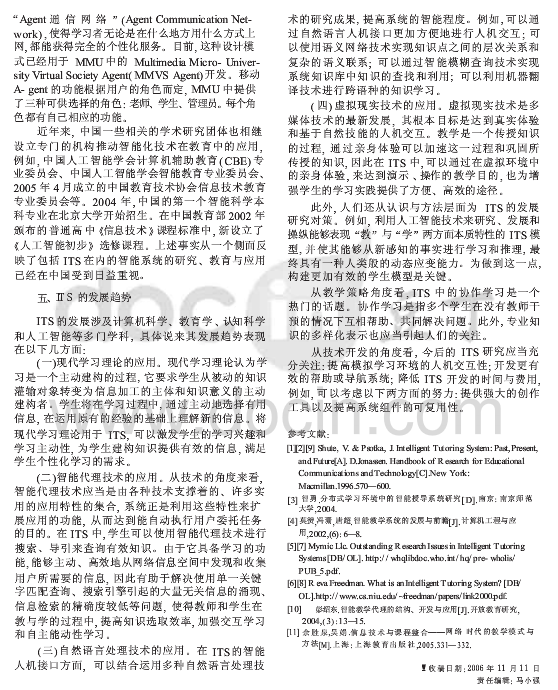 “Agent 通信网络”(Agent Communication Net-
work),使得学习者无论是在什么地方用什么方式上
网,都能获得完全的个性化服务。目前,这种设计模
式已经用于 MMU 中的 Multimedia Micro- Univer-
sity Virtual Society Agent( MMVS Agent)开发。移动
A- gent 的功能根据用户的角色而定, MMU 中提供
了三种可供选择的角色: 老师、学生、管理员。每个角
色都有自己相应的功能。
近年来, 中国一些相关的学术研究团体也相继
设立专门的机构推动智能化技术在教育中的应用,
例如, 中国人工智能学会计算机辅助教育(CBE)专
业委员会、中国人工智能学会智能教育专业委员会、
2005 年 4 月成立的中国教育技术协会信息技术教育
专业委员会等。2004 年, 中国的第一个智能科学本
科专业在北京大学开始招生。在中国教育部 2002 年
颁布的普通高中《信息技术》课程标准中, 新设立了
《人工智能初步》选修课程。上述事实从一个侧面反
映了包括 ITS 在内的智能系统的研究、教育与应用
已经在中国受到日益重视。
五、ITS 的发展趋势
ITS 的发展涉及计算机科学、教育学、认知科学
和人工智能等多门学科, 具体说来其发展趋势表现
在以下几方面:
(一)现代学习理论的应用。现代学习理论认为学
习是一个主动建构的过程, 它要求学生从被动的知识
灌输对象转变为信息加工的主体和知识意义的主动
建构者。学生将在学习过程中, 通过主动地选择有用
信息, 在运用原有的经验的基础上理解新的信息。将
现代学习理论用于 ITS, 可以激发学生的学习兴趣和
学习主动性, 为学生建构知识提供有效的信息, 满足
学生个性化学习的需求。
(二)智能代理技术的应用。从技术的角度来看,
智能代理技术应当是由各种技术支撑着的、许多实
用的应用特性的集合, 系统正是利用这些特性来扩
展应用的功能, 从而达到能自动执行用户委托任务
的目的。在 ITS 中, 学生可以使用智能代理技术进行
搜索、导引来查询有效知识。由于它具备学习的功
能, 能够主动、高效地从网络信息空间中发现和收集
用户所需要的信息, 因此有助于解决使用单一关键
字匹配查询、搜索引擎引起的大量无关信息的涌现、
信息检索的精确度较低等问题, 使得教师和学生在
教与学的过程中, 提高知识选取效率, 加强交互学习
和自主能动性学习。
(三)自然语言处理技术的应用。在 ITS 的智能
人机接口方面, 可以结合运用多种自然语言处理技
术的研究成果, 提高系统的智能程度。例如, 可以通
过自然语言人机接口更加方便地进行人机交互; 可
以使用语义网络技术实现知识点之间的层次关系和
复杂的语义联系; 可以通过智能模糊查询技术实现
系统知识库中知识的查找和利用; 可以利用机器翻
译技术进行跨语种的知识学习。
(四)虚拟现实技术的应用。虚拟现实技术是多
媒体技术的最新发展, 其根本目标是达到真实体验
和基于自然技能的人机交互。教学是一个传授知识
的过程, 通过亲身体验可以加速这一过程和巩固所
传授的知识, 因此在 ITS 中, 可以通过在虚拟环境中
的亲身体验, 来达到演示、操作的教学目的, 也为增
强学生的学习实践提供了方便、高效的途径。
此外, 人们还从认识与方法层面为 ITS 的发展
研究对策。例如, 利用人工智能技术来研究、发展和
操纵能够表现“教”与“学”两方面本质特性的 ITS 模
型, 并使其能够从新感知的事实进行学习和推理, 最
终具有一种人类般的动态应变能力。为做到这一点,
构建更加有效的学生模型是关键。
从教学策略角度看, ITS 中的协作学习是一个
热门的话题。协作学习是指多个学生在没有教师干
预的情况下互相帮助、共同解决问题。此外, 专业知
识的多样化表示也应当引起人们的关注。
从技术开发的角度看, 今后的 ITS 研究应当充
分关注: 提高模拟学习环境的人机交互性; 开发更有
效的帮助或导航系统; 降低 ITS 开发的时间与费用,
例如, 可以考虑以下两方面的努力: 提供强大的创作
工具以及提高系统组件的可复用性。
参考文献:
[1][2][9] Shute, V. & Psotka, J. Intelligent Tutoring System: Past, Present,
and Future[A]. D.Jonassen. Handbook of Research for Educational
Communications and Technology[C].New York:
Macmillan.1996.570—600.
[3] 智勇.分布式学习环境中的智能授导系统研究[D].南京: 南京师范
大学,2004.
[4] 吴战,冯蕾,唐超.智能教学系统的发展与前瞻[J].计算机工程与应
用,2002,(6): 6—8.
[5][7] Mymic L.c. Outstanding Research Issues in Intelligent Tutoring
Systems[DB/ OL]. http:// whqlibdoc.who.int/ hq/ pre- wholis/
PUB_5.pdf.
[6][8] Reva Freedman. What is an Intelligent Tutoring System? [DB/
OL].http://www.cs.niu.edu/~freedman/papers/link2000.pdf.
[10] 彭绍东.智能教学代理的结构、开发与应用[J].开放教育研究,
2004,(3):13—15.
[11] 余胜泉,吴娟.信息技术与课程整合——网络时代的教学模式与
方法[M].上海: 上海教育出版社,2005.331—332.
收稿日期: 2006 年 11 月 11 日
责任编辑: 马小强